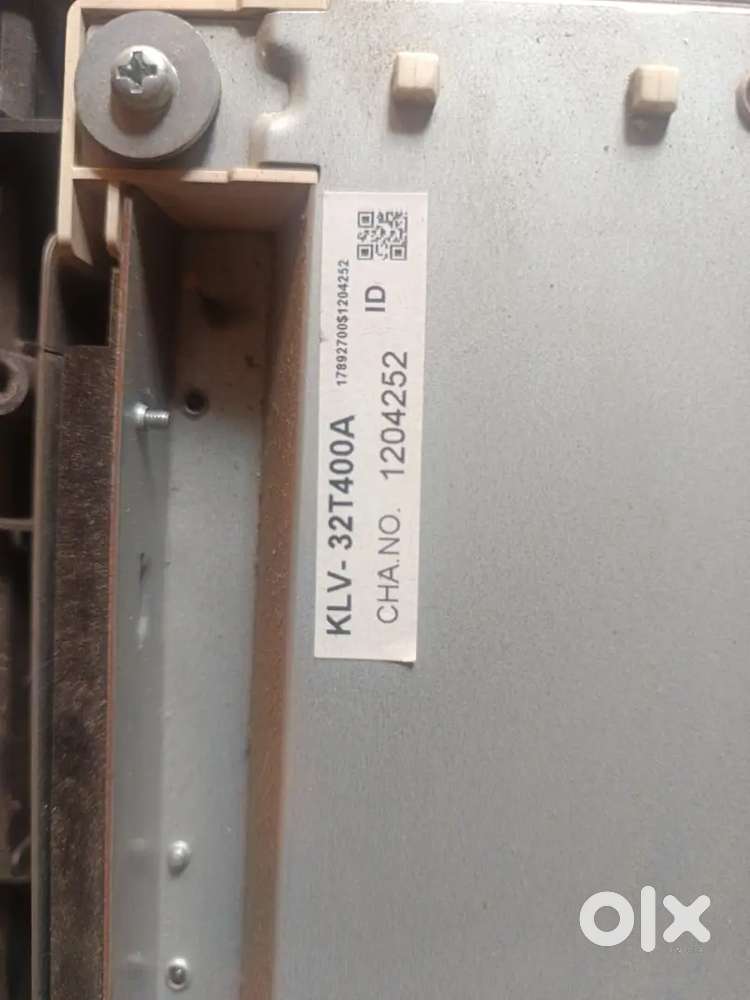 KLV- 32T400A
17892700$1204252
CHA.NO. 1204252 ID
olx